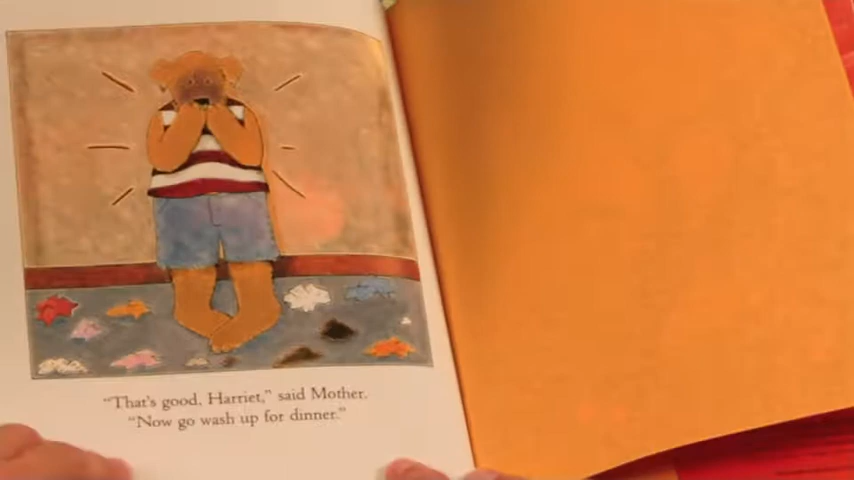 "That's good, Harriet," said Mother.
"Now go wash up for dinner."